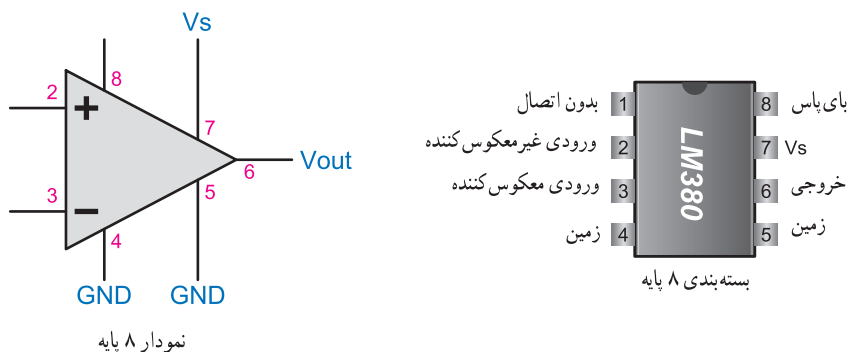 Vs
8
2
+
7
Vout
6
3
−
5
4
GND
GND
نمودار ۸ پایه
بدون اتصال
1
8
بای‌پاس
ورودی غیرمعکوس‌کننده
2
7
Vs
ورودی معکوس‌کننده
3
6
خروجی
زمین
4
5
زمین
LM380
بسته‌بندی ۸ پایه